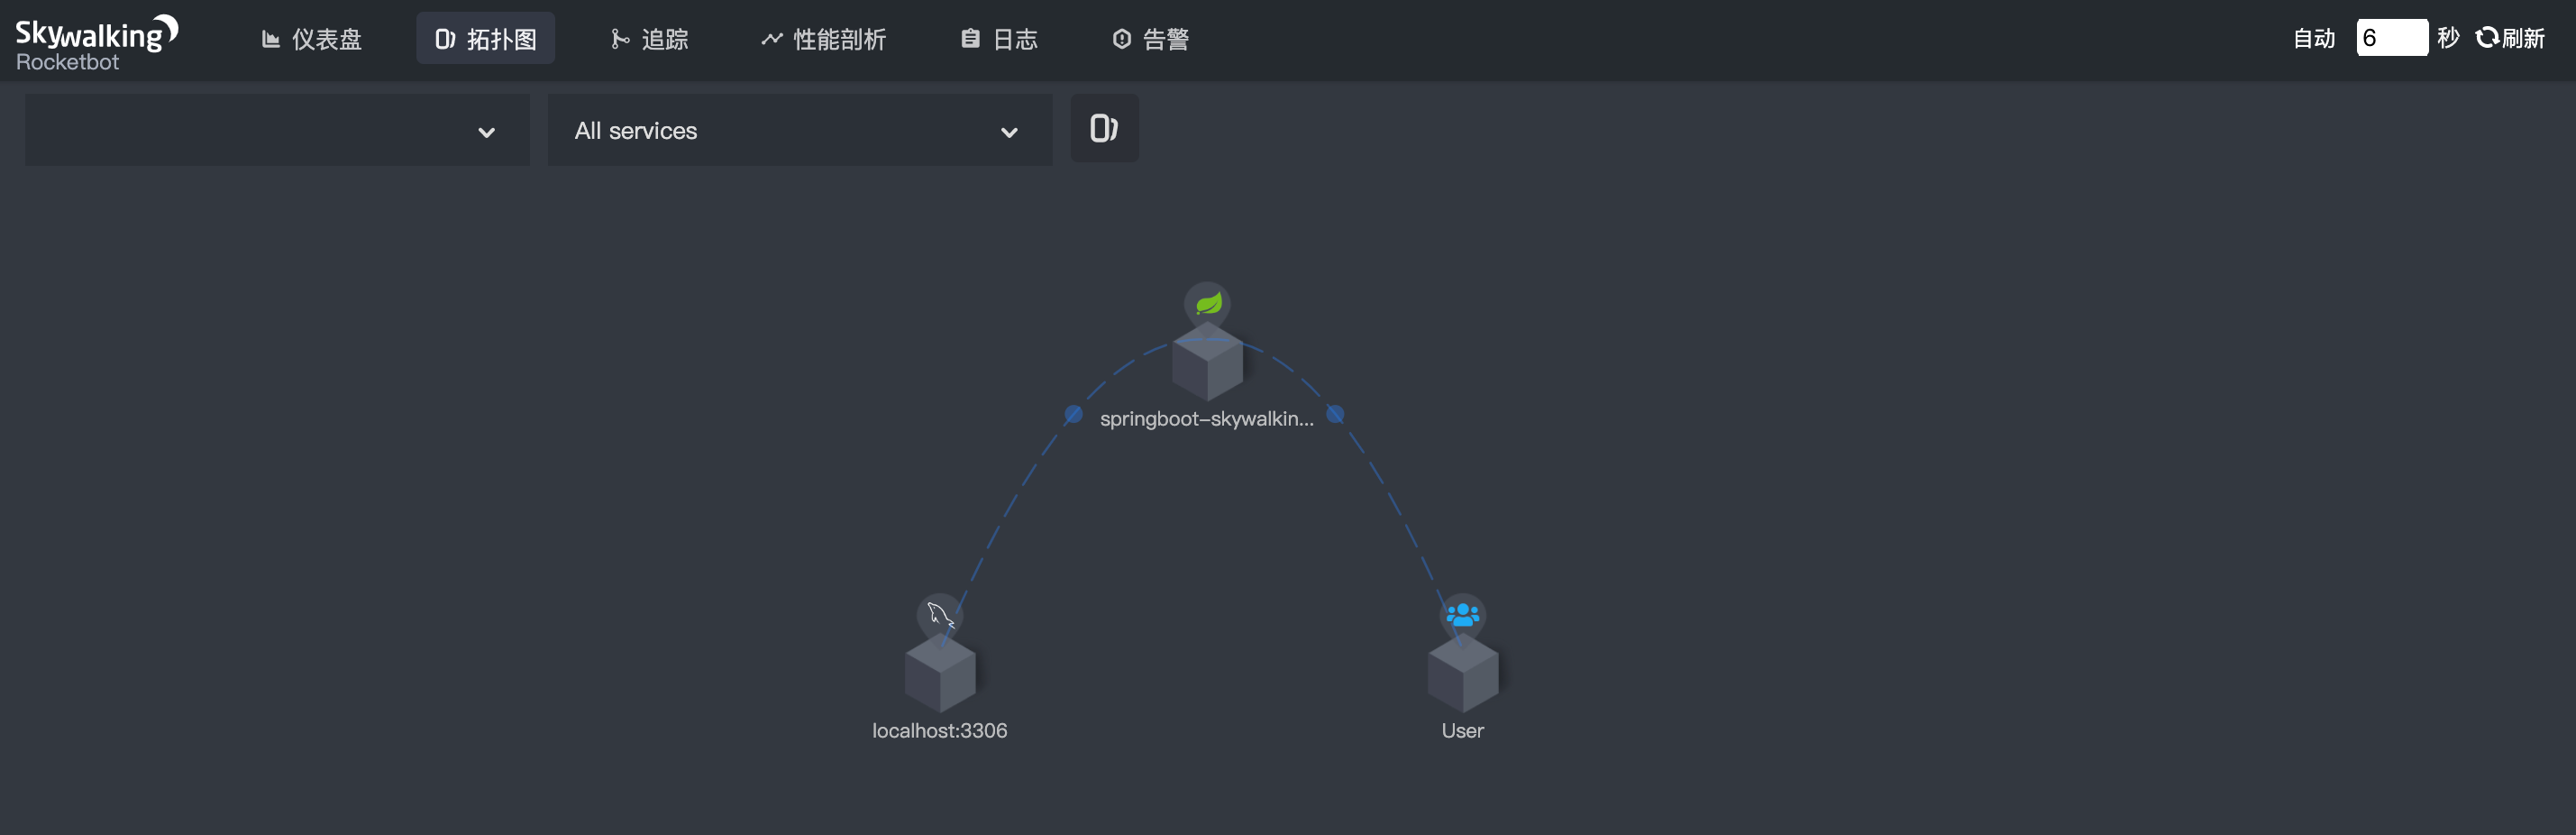 Skywalking
Rocketbot
仪表盘
拓扑图
追踪
性能剖析
日志
告警
自动 6 秒 刷新
All services
springboot-skywalkin...
localhost:3306
User